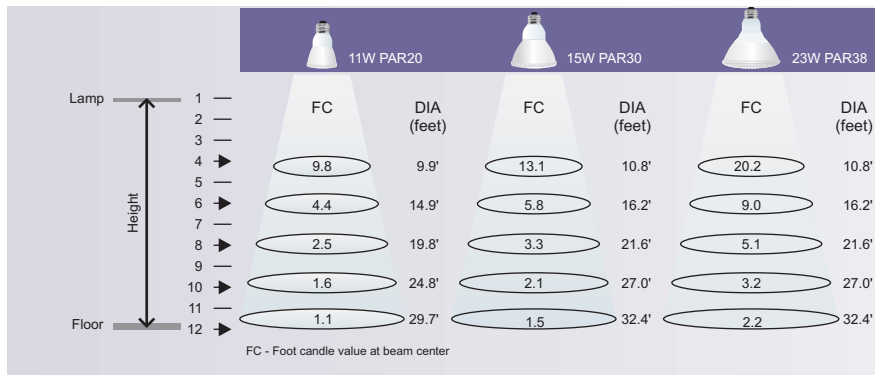 11W PAR20 15W PAR30 23W PAR38
Lamp 1 FC DIA FC DIA FC DIA
(feet) (feet) (feet)
2
3
4 9.8 9.9' 13.1 10.8' 20.2 10.8'
5
6 4.4 14.9' 5.8 16.2' 9.0 16.2'
Height
7
8 2.5 19.8' 3.3 21.6' 5.1 21.6'
9
10 1.6 24.8' 2.1 27.0' 3.2 27.0'
11
Floor 12 1.1 29.7' 1.5 32.4' 2.2 32.4'
FC - Foot candle value at beam center